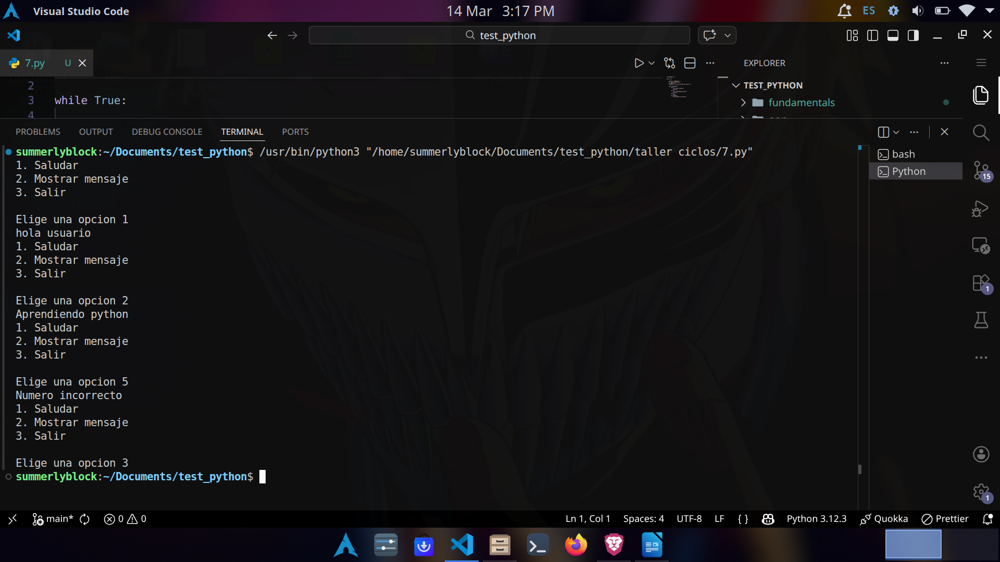 Visual Studio Code
14 Mar 3:17 PM
ES
test_python
7.py U
EXPLORER
2
TEST_PYTHON
3 while True:
fundamentals
4
PROBLEMS OUTPUT DEBUG CONSOLE TERMINAL PORTS
summerlyblock:~/Documents/test_python$ /usr/bin/python3 "/home/summerlyblock/Documents/test_python/taller ciclos/7.py"
1. Saludar
2. Mostrar mensaje
3. Salir
Elige una opcion 1
hola usuario
1. Saludar
2. Mostrar mensaje
3. Salir
Elige una opcion 2
Aprendiendo python
1. Saludar
2. Mostrar mensaje
3. Salir
Elige una opcion 5
Numero incorrecto
1. Saludar
2. Mostrar mensaje
3. Salir
Elige una opcion 3
summerlyblock:~/Documents/test_python$
bash
Python
15
1
1
main* 0 0
Ln 1, Col 1 Spaces: 4 UTF-8 LF { } Python 3.12.3 Quokka Prettier